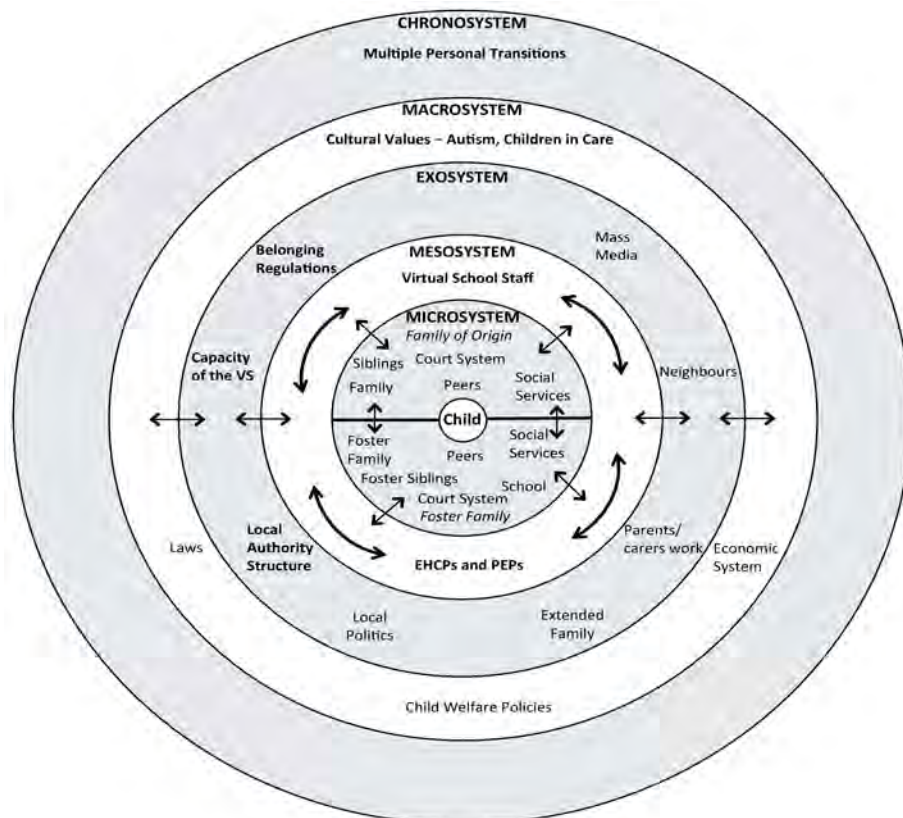 CHRONOSYSTEM
Multiple Personal Transitions
MACROSYSTEM
Cultural Values – Autism, Children in Care
EXOSYSTEM
Belonging
Regulations
Mass
Media
MESOSYSTEM
Virtual School Staff
MICROSYSTEM
Family of Origin
Court System
Siblings
Capacity
of the VS
Family
Peers
Social
Services
Neighbours
Child
Foster
Family
Peers
Social
Services
Foster Siblings
School
Court System
Foster Family
Laws
Local
Authority
Structure
Parents/
carers work
Economic
System
EHCPs and PEPs
Local
Politics
Extended
Family
Child Welfare Policies